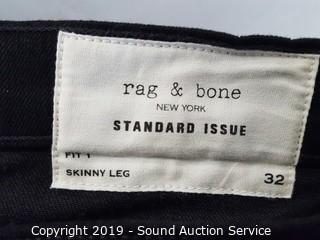 rag & bone
NEW YORK
STANDARD ISSUE
FIT 1
SKINNY LEG 32
Copyright 2019 - Sound Auction Service